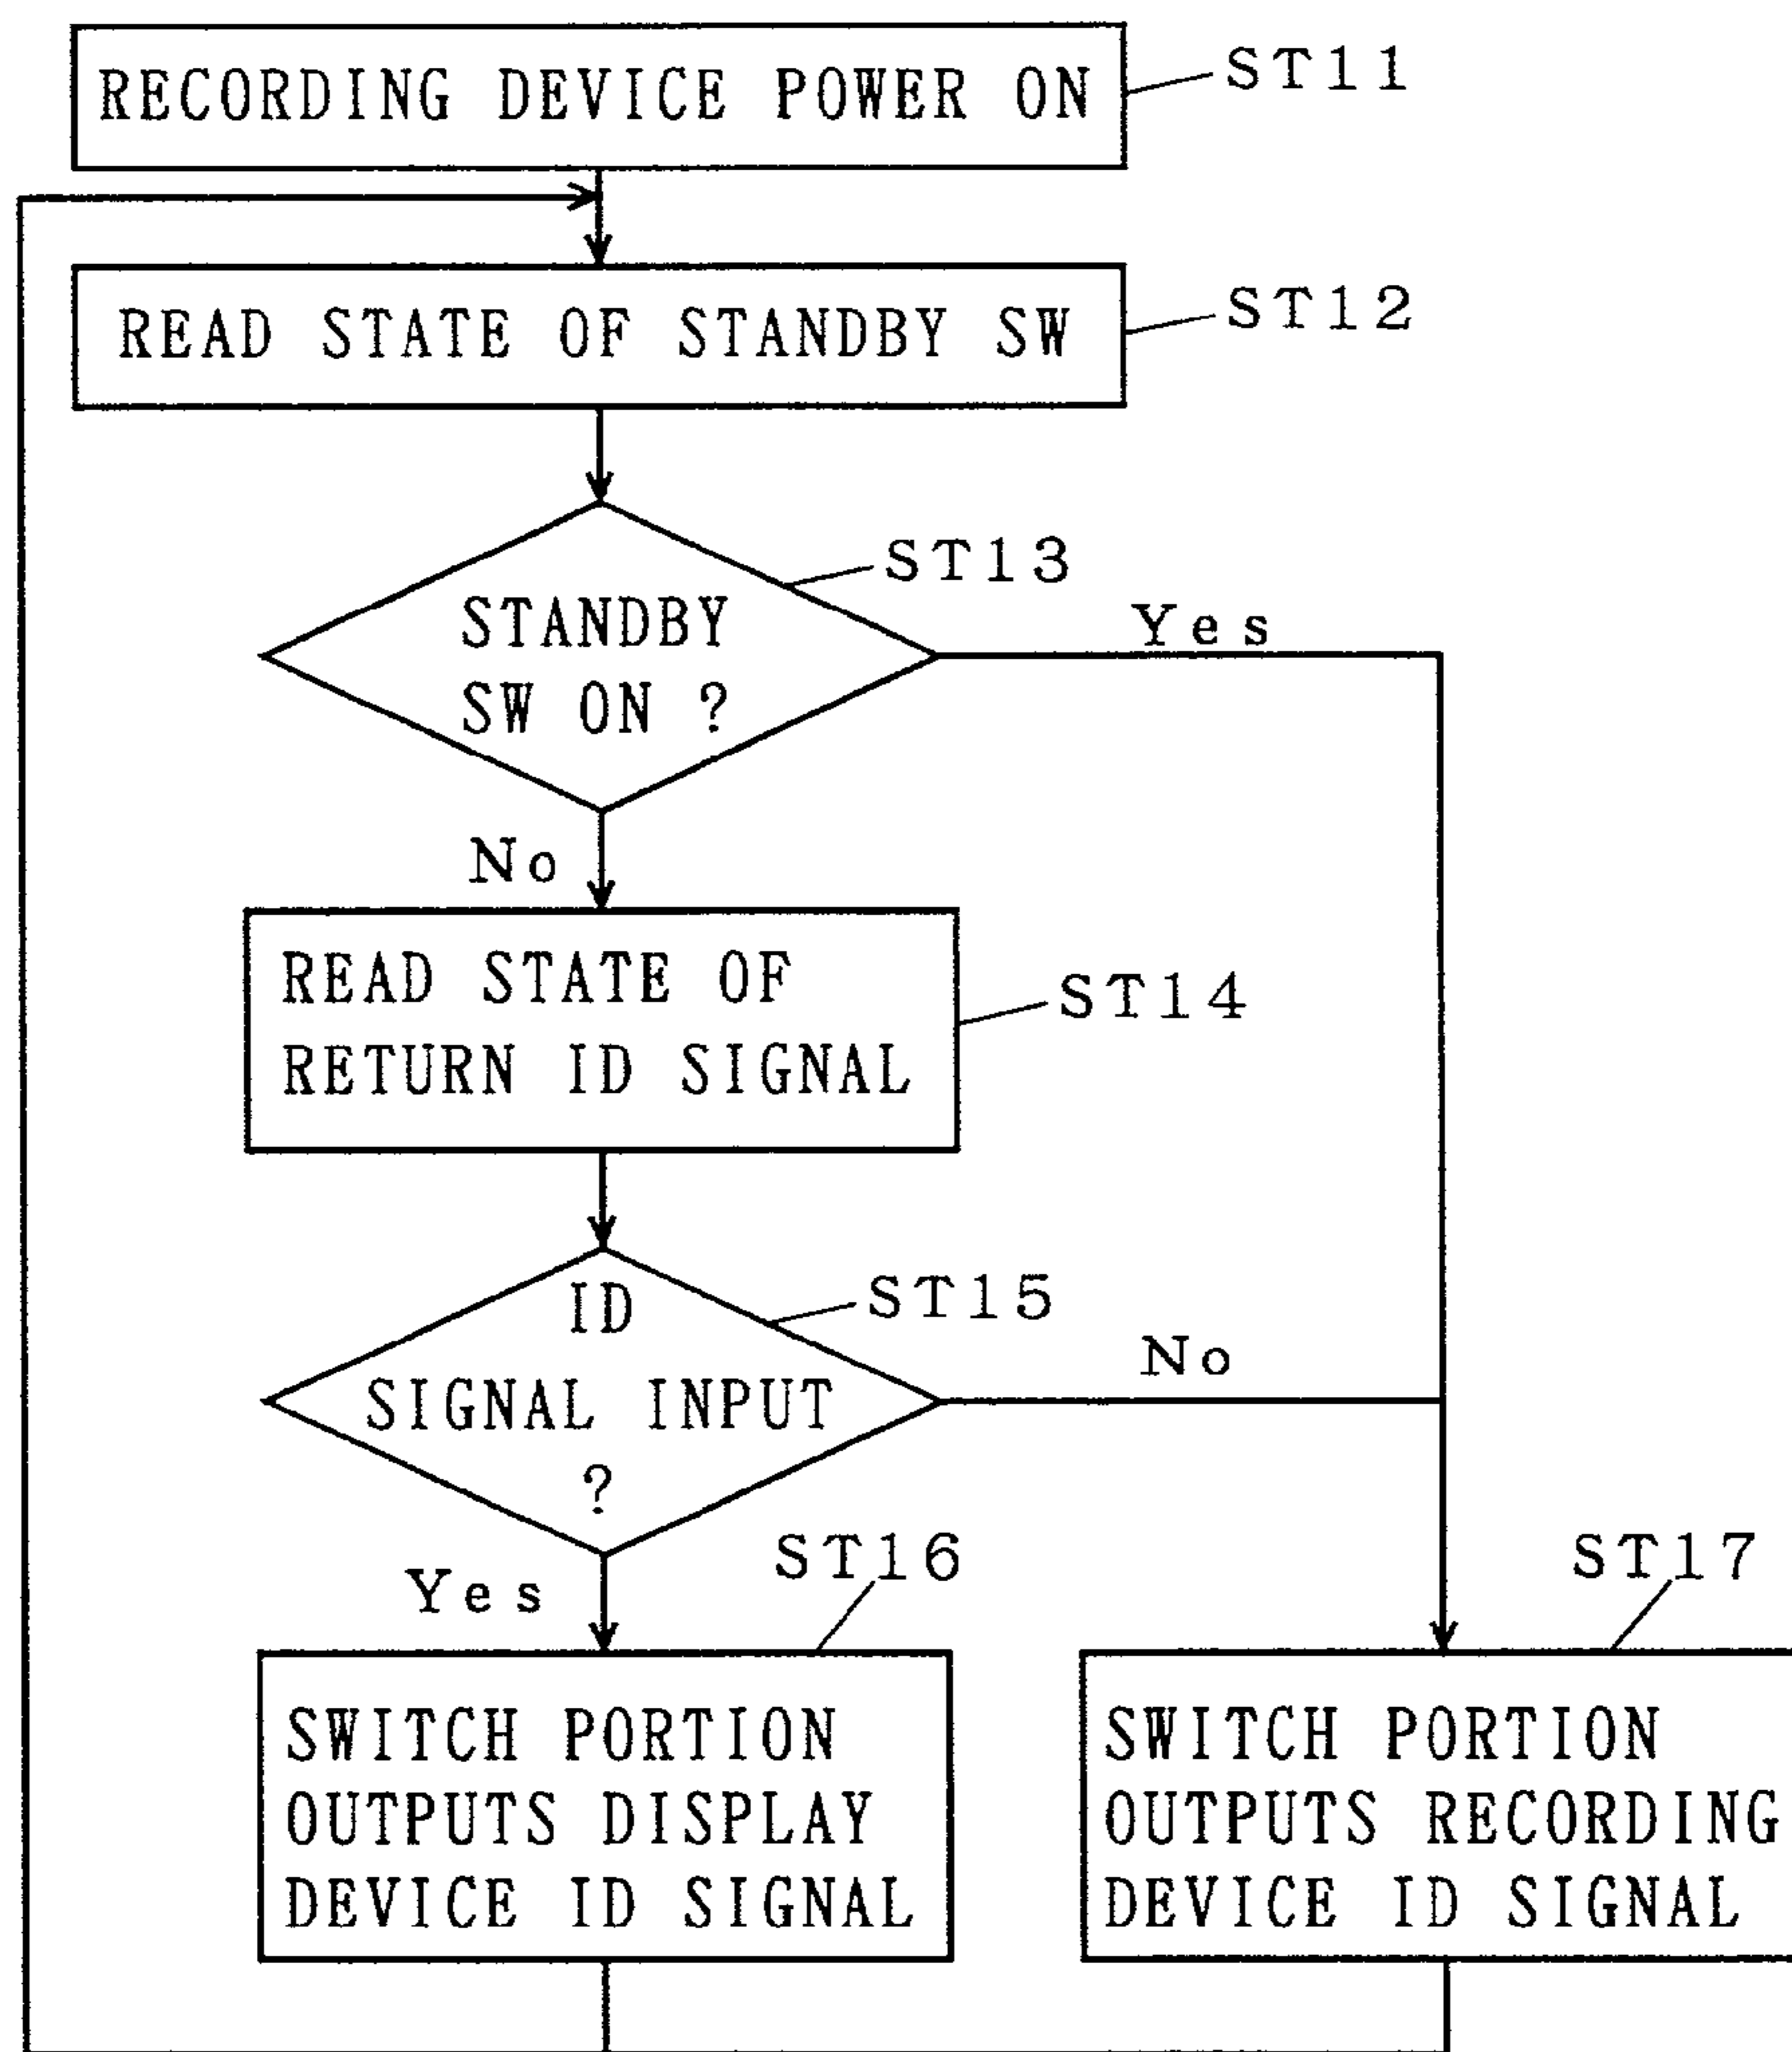 RECORDING DEVICE POWER ON
ST11
READ STATE OF STANDBY SW
ST12
ST13
STANDBY
SW ON ?
Yes
No
READ STATE OF
RETURN ID SIGNAL
ST14
ST15
ID
SIGNAL INPUT
?
No
Yes
ST16
ST17
SWITCH PORTION
OUTPUTS DISPLAY
DEVICE ID SIGNAL
SWITCH PORTION
OUTPUTS RECORDING
DEVICE ID SIGNAL